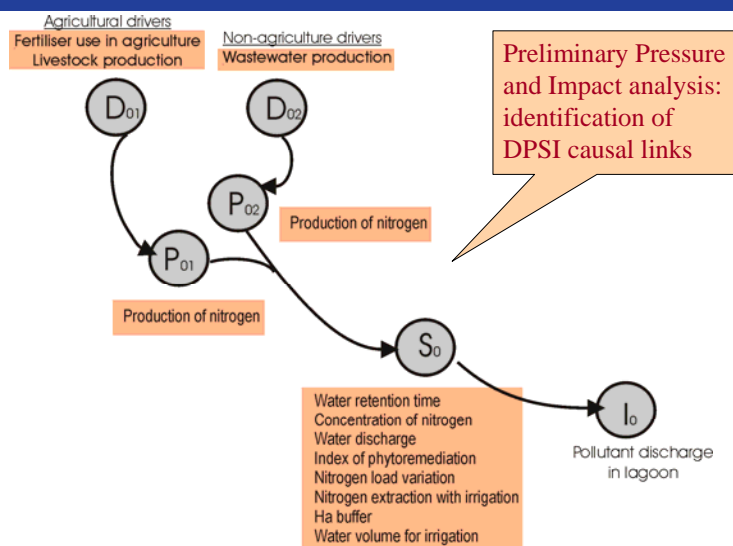 Agricultural drivers
Fertiliser use in agriculture
Livestock production
Non-agriculture drivers
Wastewater production
Preliminary Pressure
and Impact analysis:
identification of
DPSI causal links
D01
D02
P02
Production of nitrogen
P01
Production of nitrogen
S0
Water retention time
Concentration of nitrogen
Water discharge
Index of phytoremediation
Nitrogen load variation
Nitrogen extraction with irrigation
Ha buffer
Water volume for irrigation
I0
Pollutant discharge
in lagoon